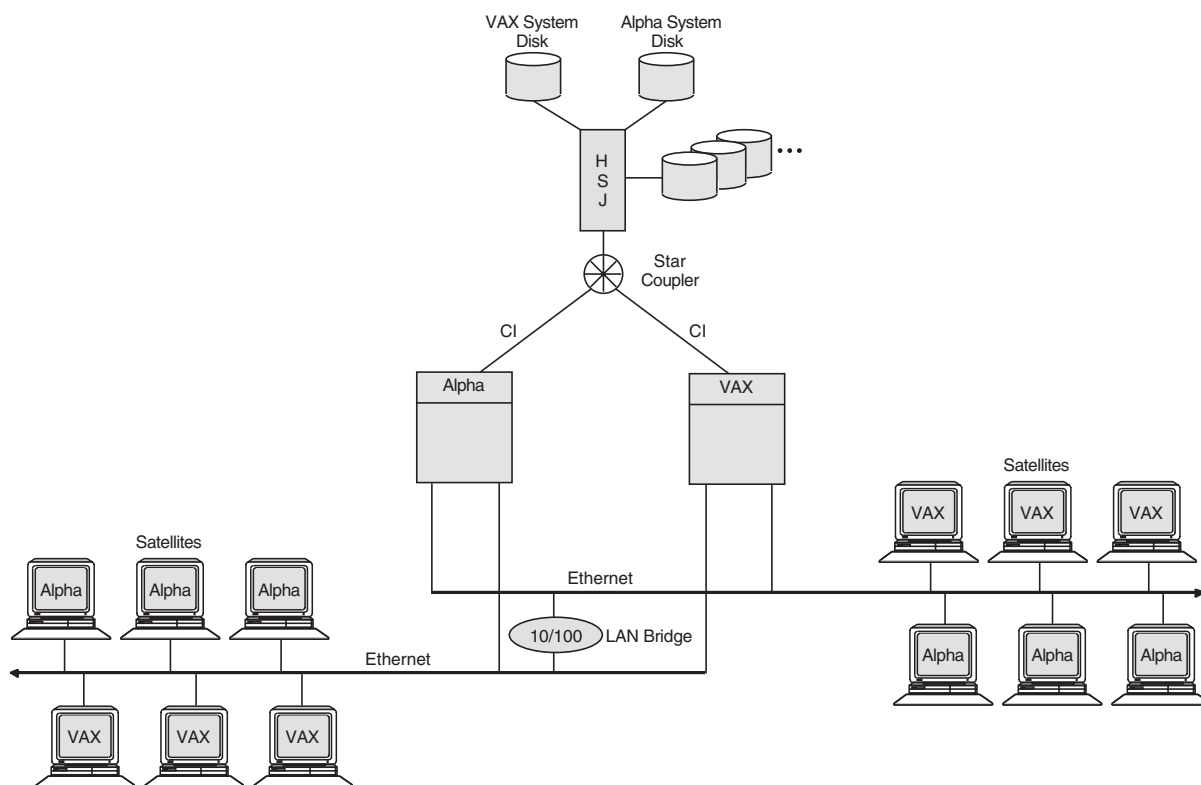 VAX System
Disk
Alpha System
Disk
H
S
J
Star
Coupler
CI
CI
Alpha
VAX
Satellites
VAX
VAX
VAX
Satellites
Alpha
Alpha
Alpha
Ethernet
10/100
LAN Bridge
Alpha
Alpha
Alpha
Ethernet
VAX
VAX
VAX